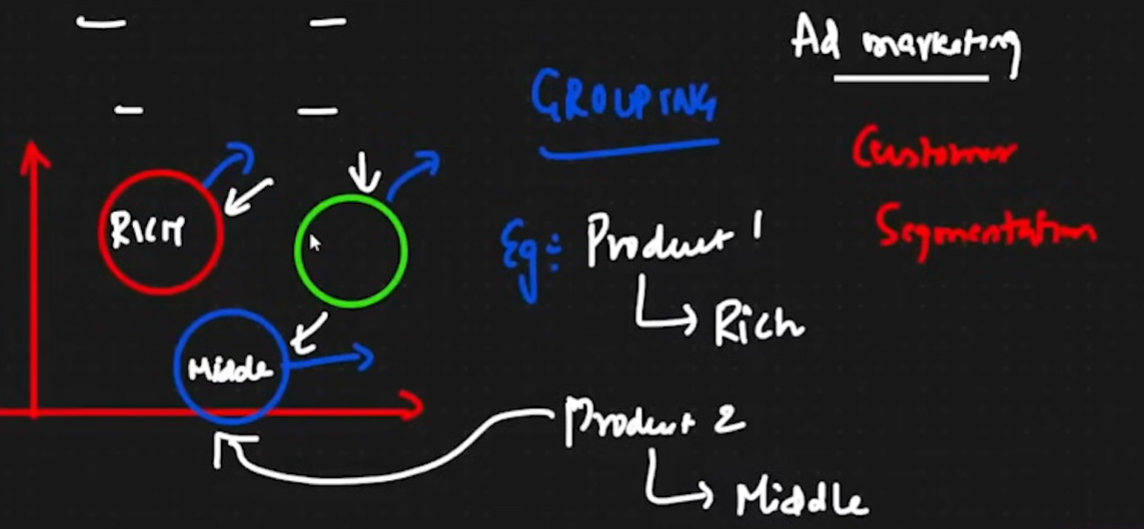 Ad marketing
GROUPING
Customer
Segmentation
RICH
Eg:- Product 1
Rich
Middle
Product 2
Middle